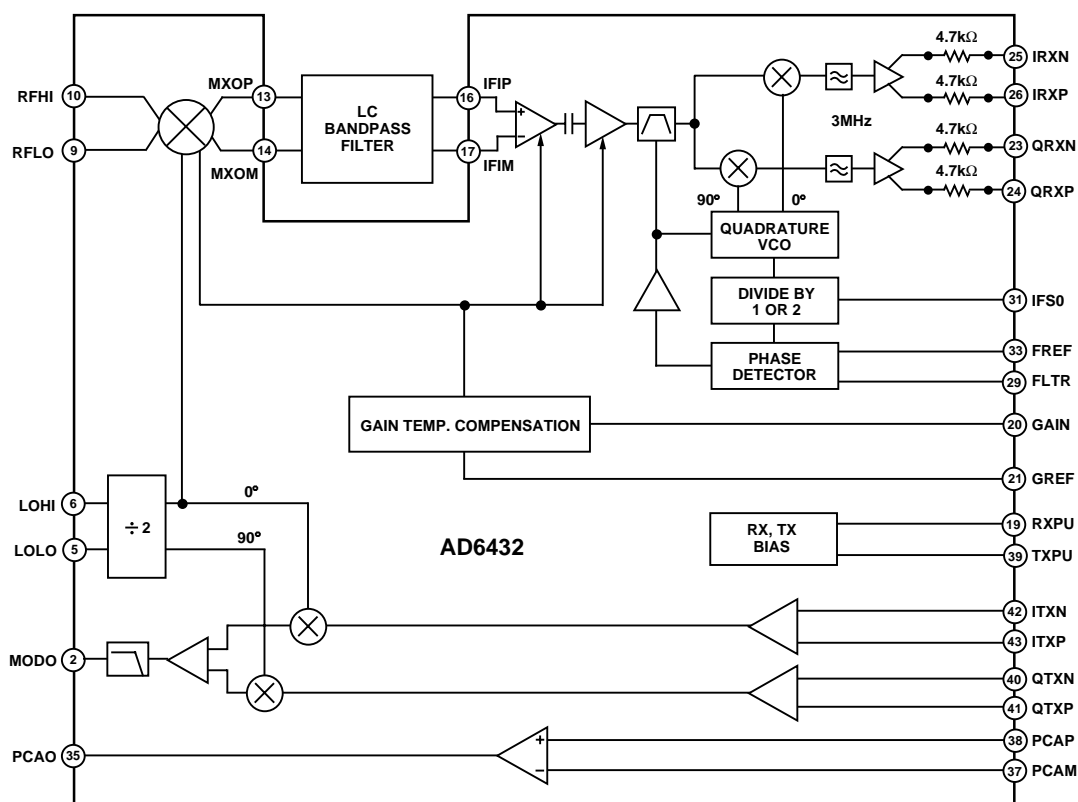 4.7kΩ
25 IRXN
RFHI 10
MXOP 13
16 IFIP
4.7kΩ
26 IRXP
LC
BANDPASS
FILTER
+
−
3MHz
RFLO 9
14
MXOM
17
IFIM
4.7kΩ
23 QRXN
4.7kΩ
24 QRXP
90° 0°
QUADRATURE
VCO
DIVIDE BY
1 OR 2
31 IFS0
PHASE
DETECTOR
33 FREF
29 FLTR
GAIN TEMP. COMPENSATION
20 GAIN
21 GREF
LOHI 6
0°
÷ 2
LOLO 5
90°
AD6432
RX, TX
BIAS
19 RXPU
39 TXPU
42 ITXN
43 ITXP
MODO 2
40 QTXN
41 QTXP
PCAO 35
+
−
38 PCAP
37 PCAM